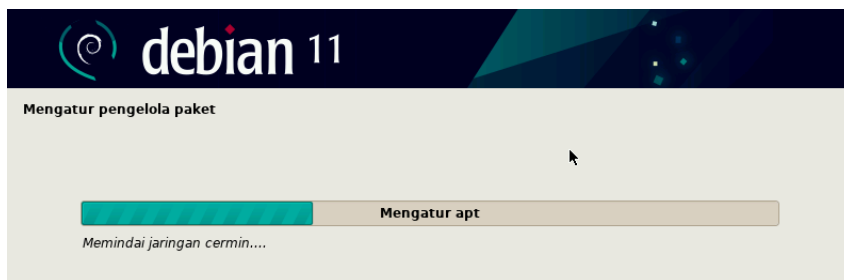 debian 11
Mengatur pengelola paket
Mengatur apt
Memindai jaringan cermin....